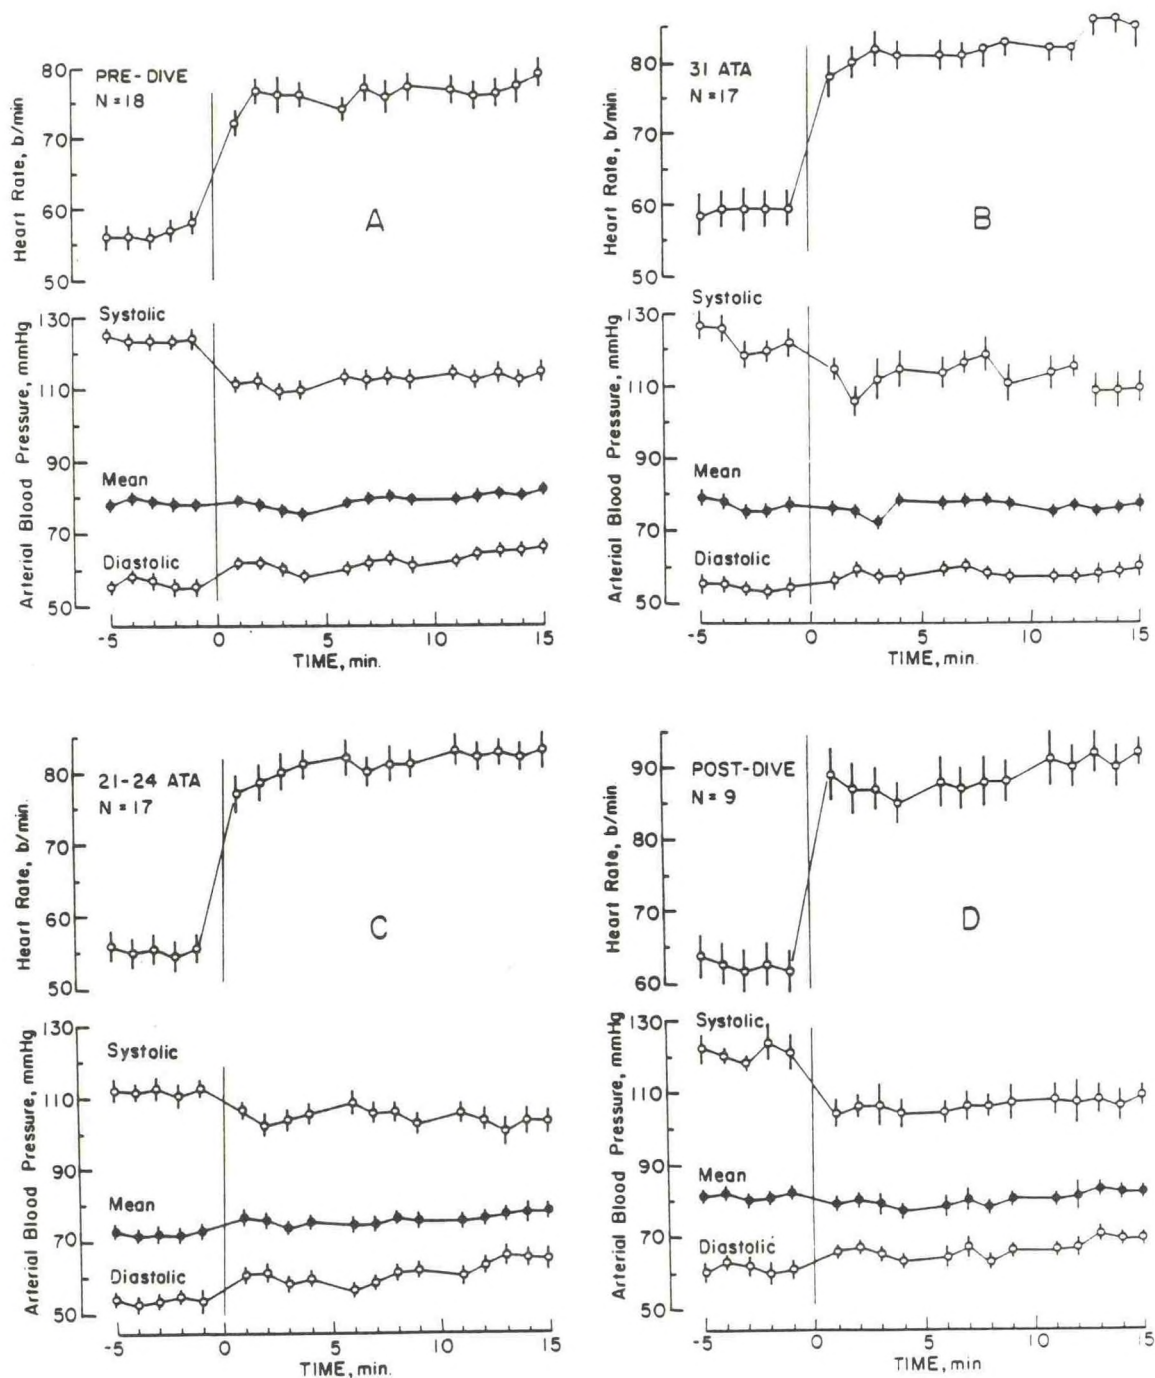 PRE-DIVE
N=18
Heart Rate, b/min
80
70
60
50
A
Arterial Blood Pressure, mmHg
130
110
90
70
50
Systolic
Mean
Diastolic
-5 0 5 10 15
TIME, min.
31 ATA
N=17
Heart Rate, b/min
80
70
60
50
B
Arterial Blood Pressure, mmHg
130
110
90
70
50
Systolic
Mean
Diastolic
-5 0 5 10 15
TIME, min.
21-24 ATA
N=17
Heart Rate, b/min.
80
70
60
50
C
Arterial Blood Pressure, mmHg
130
110
90
70
50
Systolic
Mean
Diastolic
-5 0 5 10 15
TIME, min.
POST-DIVE
N=9
Heart Rate, b/min
90
80
70
60
D
Arterial Blood Pressure, mmHg
130
110
90
70
50
Systolic
Mean
Diastolic
-5 0 5 10 15
TIME, min